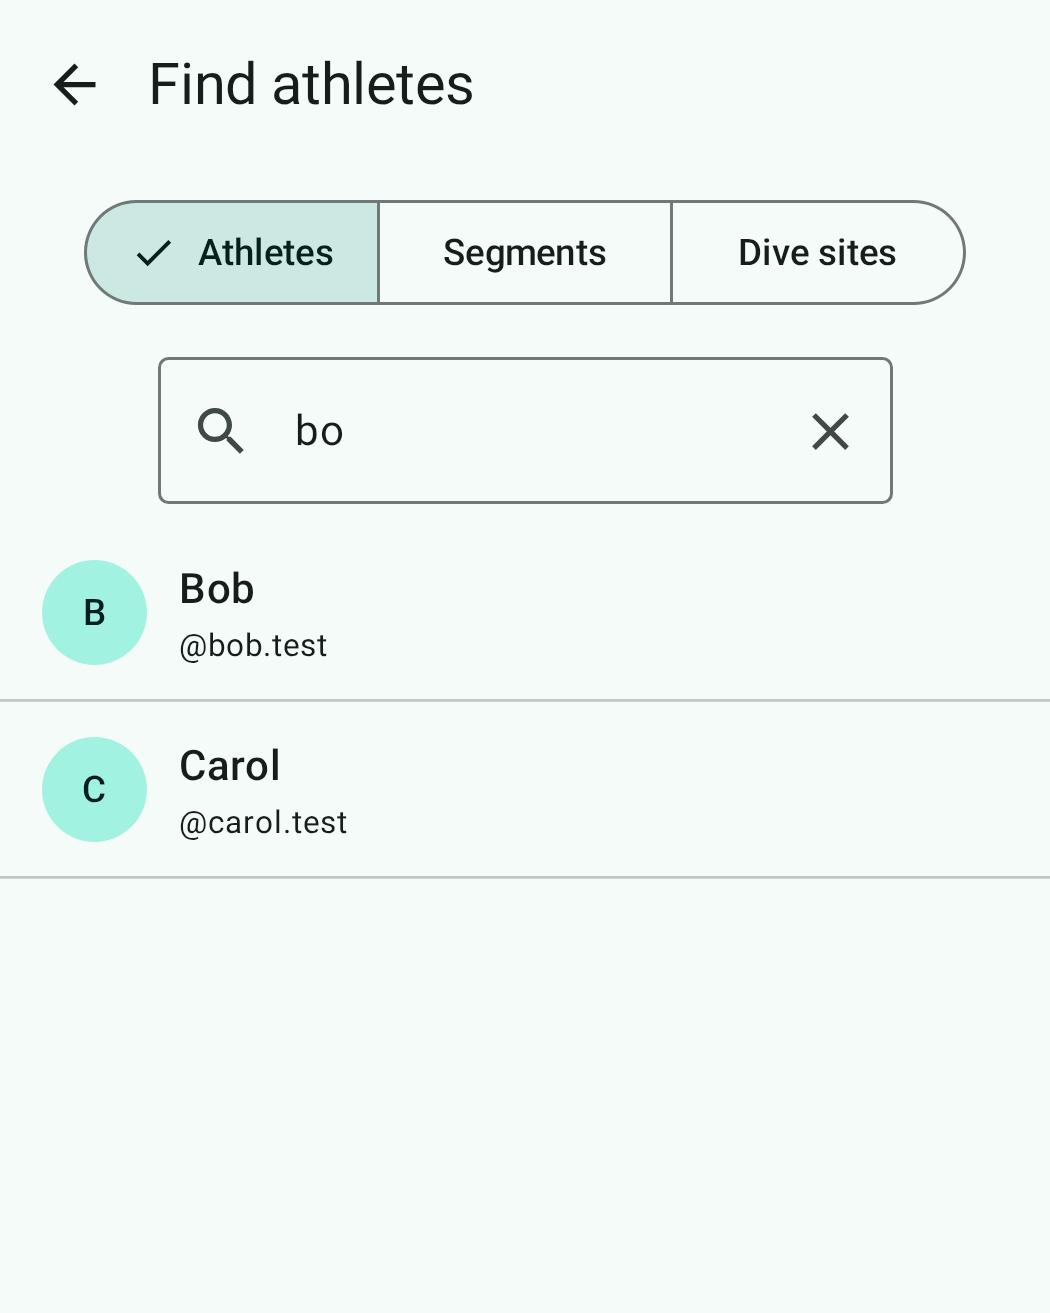 Find athletes
Athletes Segments Dive sites
bo
B
Bob
@bob.test
C
Carol
@carol.test